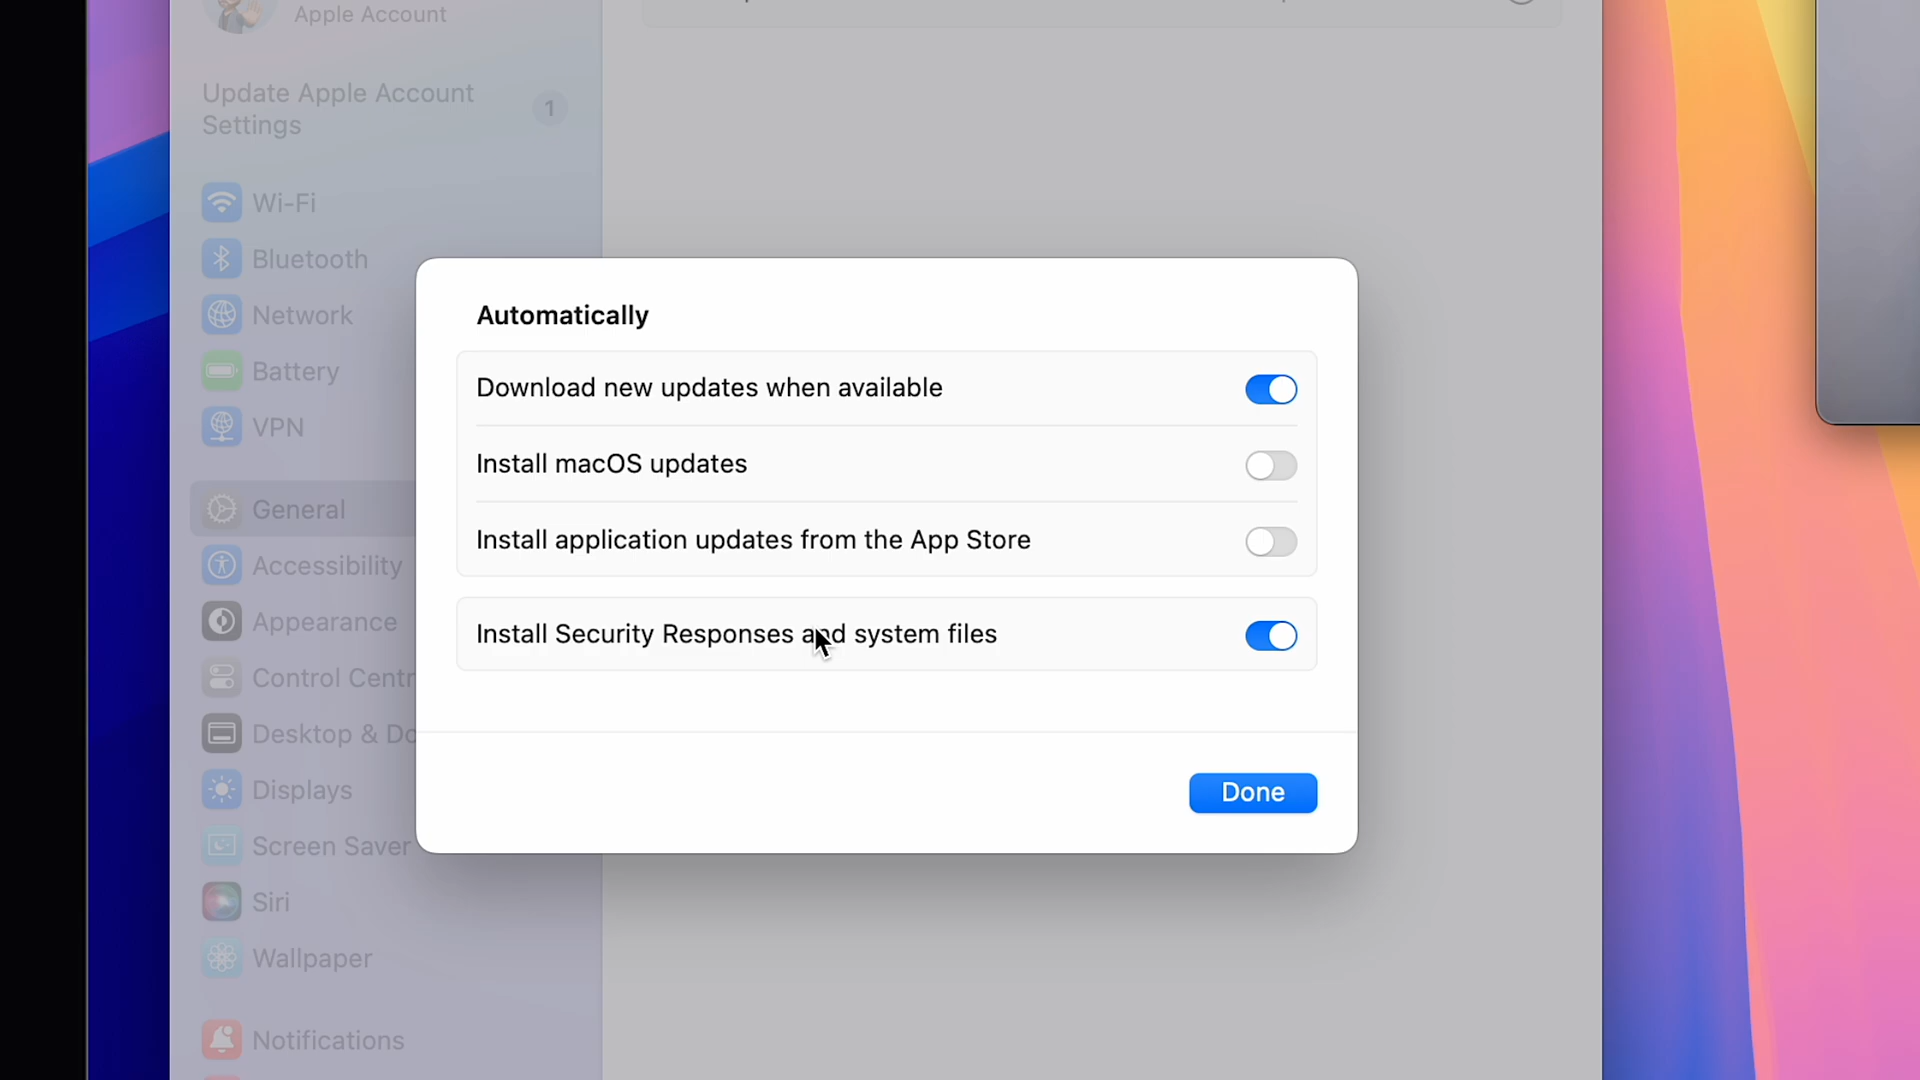 Apple Account
Update Apple Account
Settings
1
Wi-Fi
Bluetooth
Network
Battery
VPN
General
Accessibility
Appearance
Control Centr
Desktop & Do
Displays
Screen Saver
Siri
Wallpaper
Notifications
Automatically
Download new updates when available
Install macOS updates
Install application updates from the App Store
Install Security Responses and system files
Done